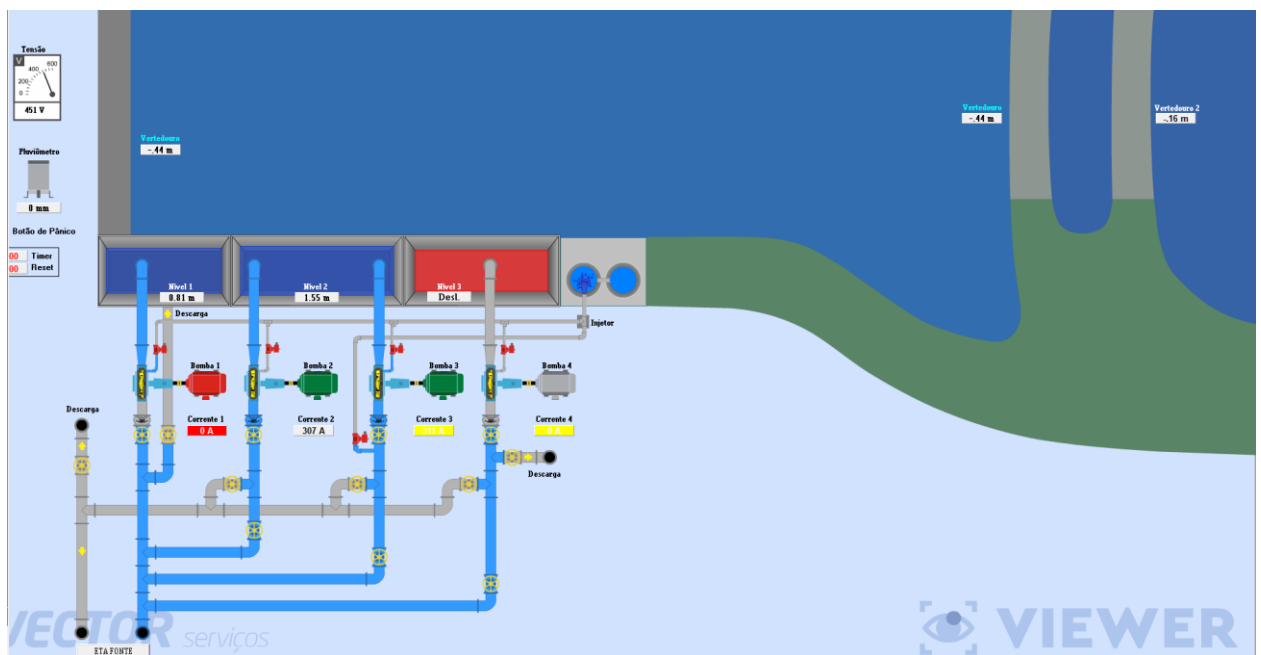 Tensão
V
600
400
200
0
451 V
Pluviômetro
0 mm
Botão de Pânico
00 Timer
00 Reset
Vertedouro
-.44 m
Vertedouro
-.44 m
Vertedouro 2
-.16 m
Nivel 1
0.81 m
Nivel 2
1.55 m
Nivel 3
Desl.
Descarga
Injetor
Bomba 1
Bomba 2
Bomba 3
Bomba 4
Descarga
Corrente 1
0 A
Corrente 2
307 A
Corrente 3
Corrente 4
0 A
Descarga
VECTOR serviços
VIEWER
ETA FONTE